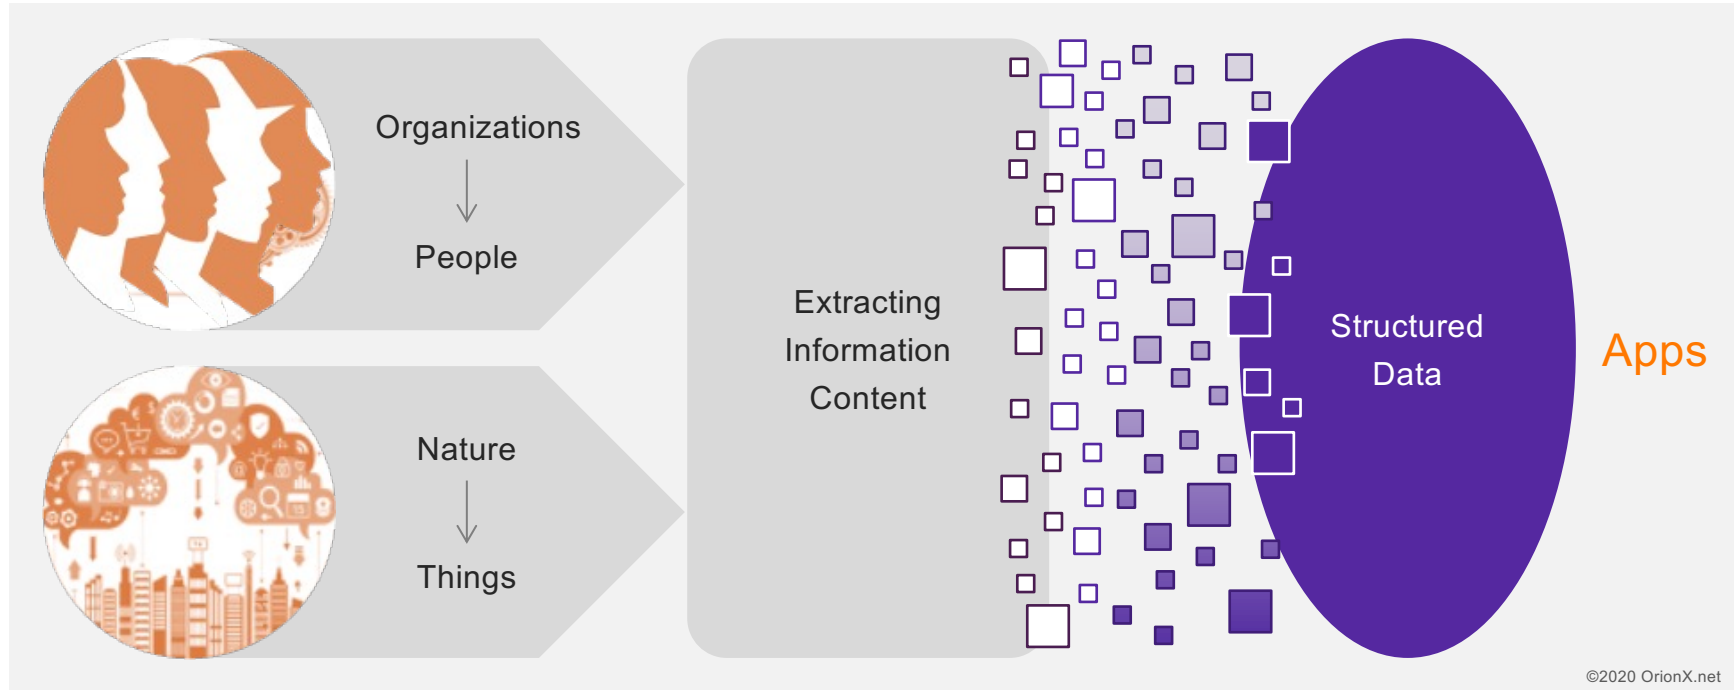 Organizations
People
Nature
Things
Extracting
Information
Content
Structured
Data
Apps
©2020 OrionX.net